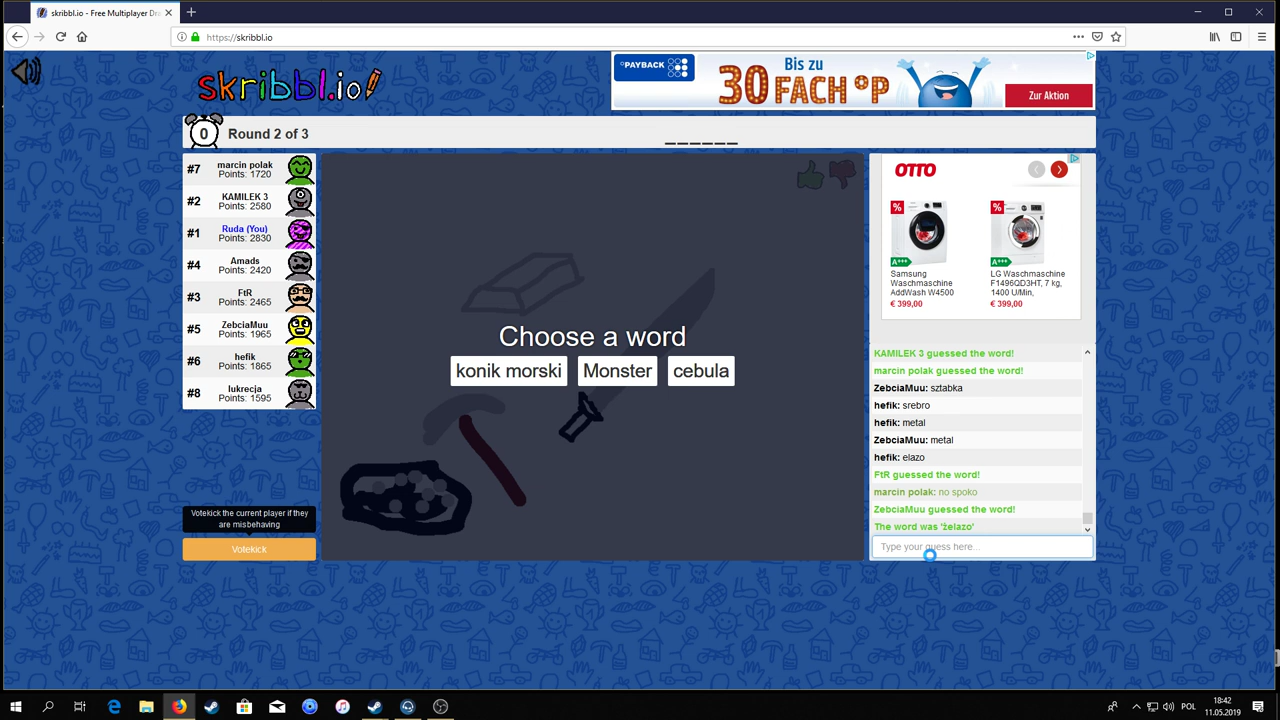 skribbl.io - Free Multiplayer Dra
https://skribbl.io
skribbl.io
°PAYBACK
Bis zu
30 FACH °P
Zur Aktion
0
Round 2 of 3
______
#7
marcin polak
Points: 1720
#2
KAMILEK 3
Points: 2580
#1
Ruda (You)
Points: 2830
#4
Amads
Points: 2420
#3
FtR
Points: 2465
#5
ZebciaMuu
Points: 1965
#6
hefik
Points: 1865
#8
lukrecja
Points: 1595
Votekick the current player if they
are misbehaving
Votekick
Choose a word
konik morski
Monster
cebula
OTTO
%
A+++
Samsung
Waschmaschine
AddWash W4500
€ 399,00
%
A+++
LG Waschmaschine
F1496QD3HT, 7 kg,
1400 U/Min,
€ 399,00
KAMILEK 3 guessed the word!
marcin polak guessed the word!
ZebciaMuu: sztabka
hefik: srebro
hefik: metal
ZebciaMuu: metal
hefik: elazo
FtR guessed the word!
marcin polak: no spoko
ZebciaMuu guessed the word!
The word was 'żelazo'
Type your guess here...
POL
18:42
11.05.2019